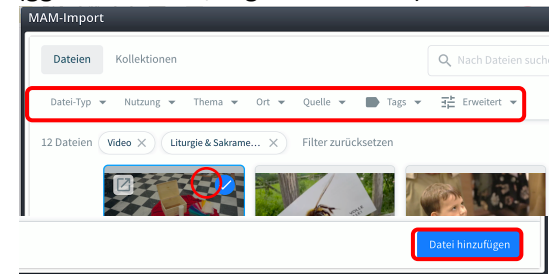 MAM-Import
Dateien Kollektionen Nach Dateien suche
Datei-Typ Nutzung Thema Ort Quelle Tags Erweitert
12 Dateien Video Liturgie & Sakrame... Filter zurücksetzen
Datei hinzufügen